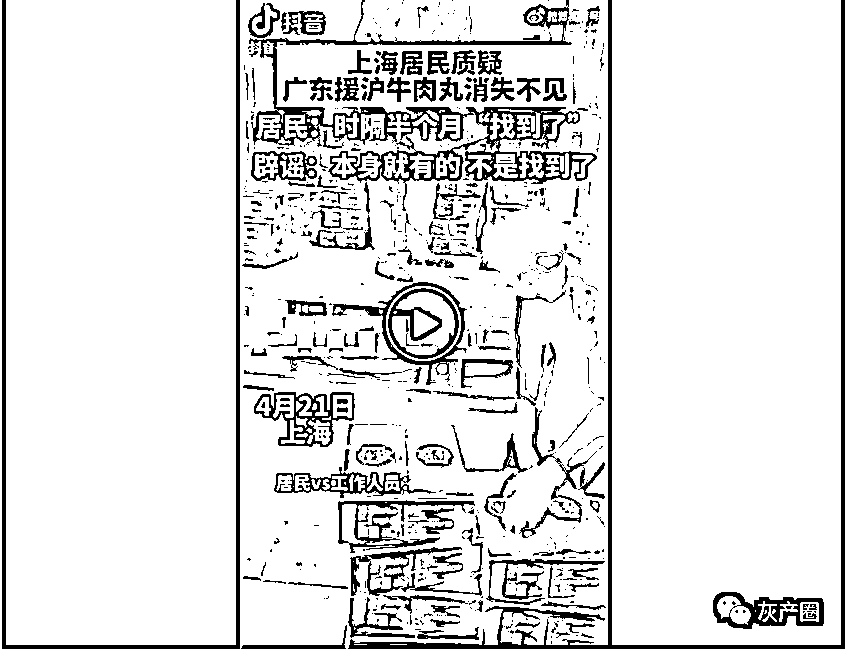 抖音
上海居民质疑
广东援沪牛肉丸消失不见
居民：时隔半个月“找到了”
辟谣：本身就有的 不是找到了
4月21日
上海
居民vs工作人员：
灰产圈